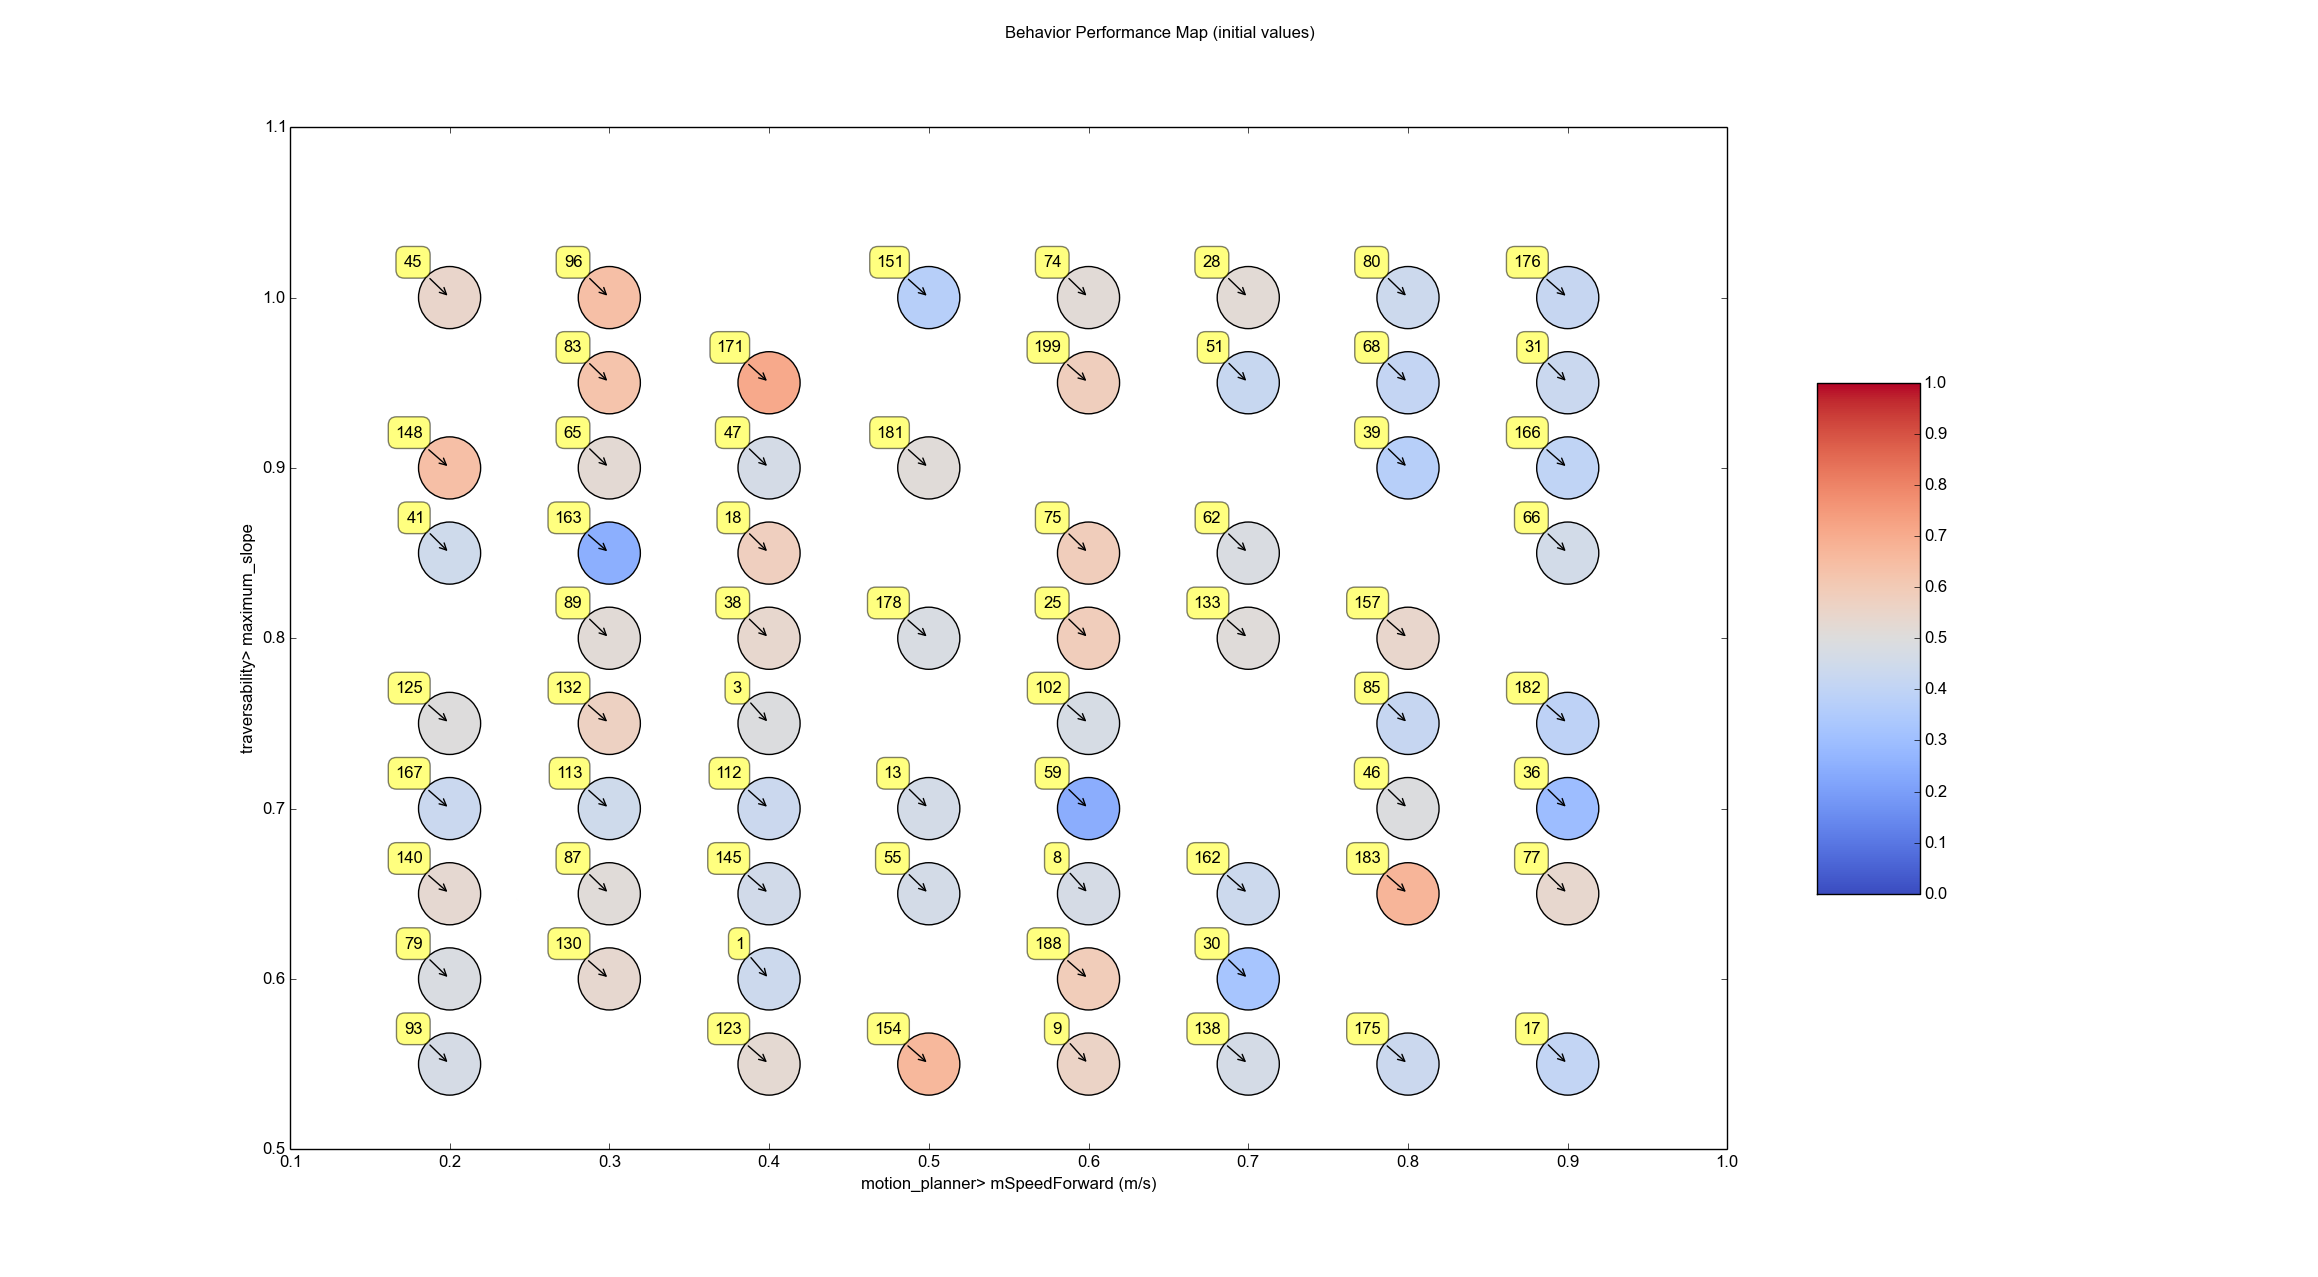 Behavior Performance Map (initial values)
1.1
45 96 151 74 28 80 176
1.0
83 171 199 51 68 31
1.0
148 65 47 181 39 166
0.9
0.9
41 163 18 75 62 66
0.8
traversability> maximum_slope
0.7
89 38 178 25 133 157
0.8
0.6
125 132 3 102 85 182
0.5
0.4
167 113 112 13 59 46 36
0.3
0.7
0.2
140 87 145 55 8 162 183 77
0.1
0.0
79 130 1 188 30
0.6
93 123 154 9 138 175 17
0.5
0.1 0.2 0.3 0.4 0.5 0.6 0.7 0.8 0.9 1.0
motion_planner> mSpeedForward (m/s)